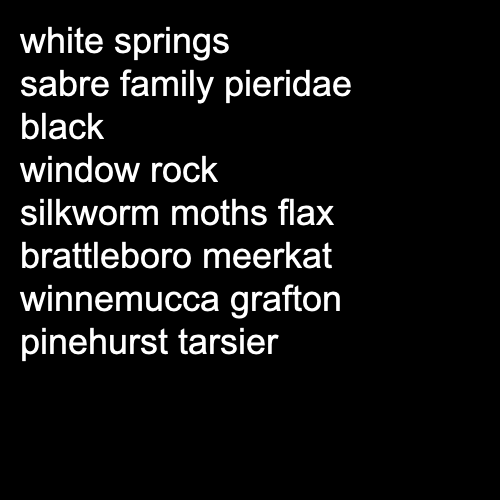 white springs
sabre family pieridae
black
window rock
silkworm moths flax
brattleboro meerkat
winnemucca grafton
pinehurst tarsier